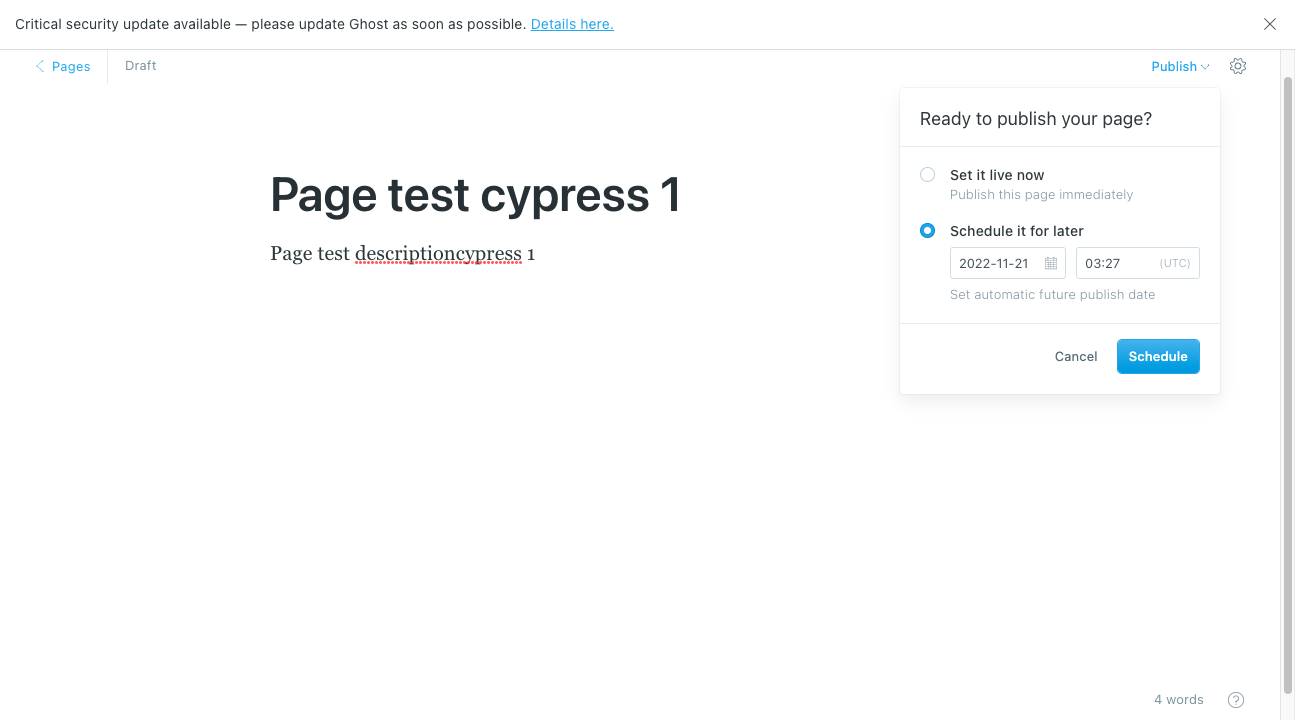 Critical security update available — please update Ghost as soon as possible. Details here.
Pages
Draft
Publish
Ready to publish your page?
Set it live now
Publish this page immediately
Schedule it for later
2022-11-21
03:27 (UTC)
Set automatic future publish date
Cancel
Schedule
Page test cypress 1
Page test descriptioncypress 1
4 words
?